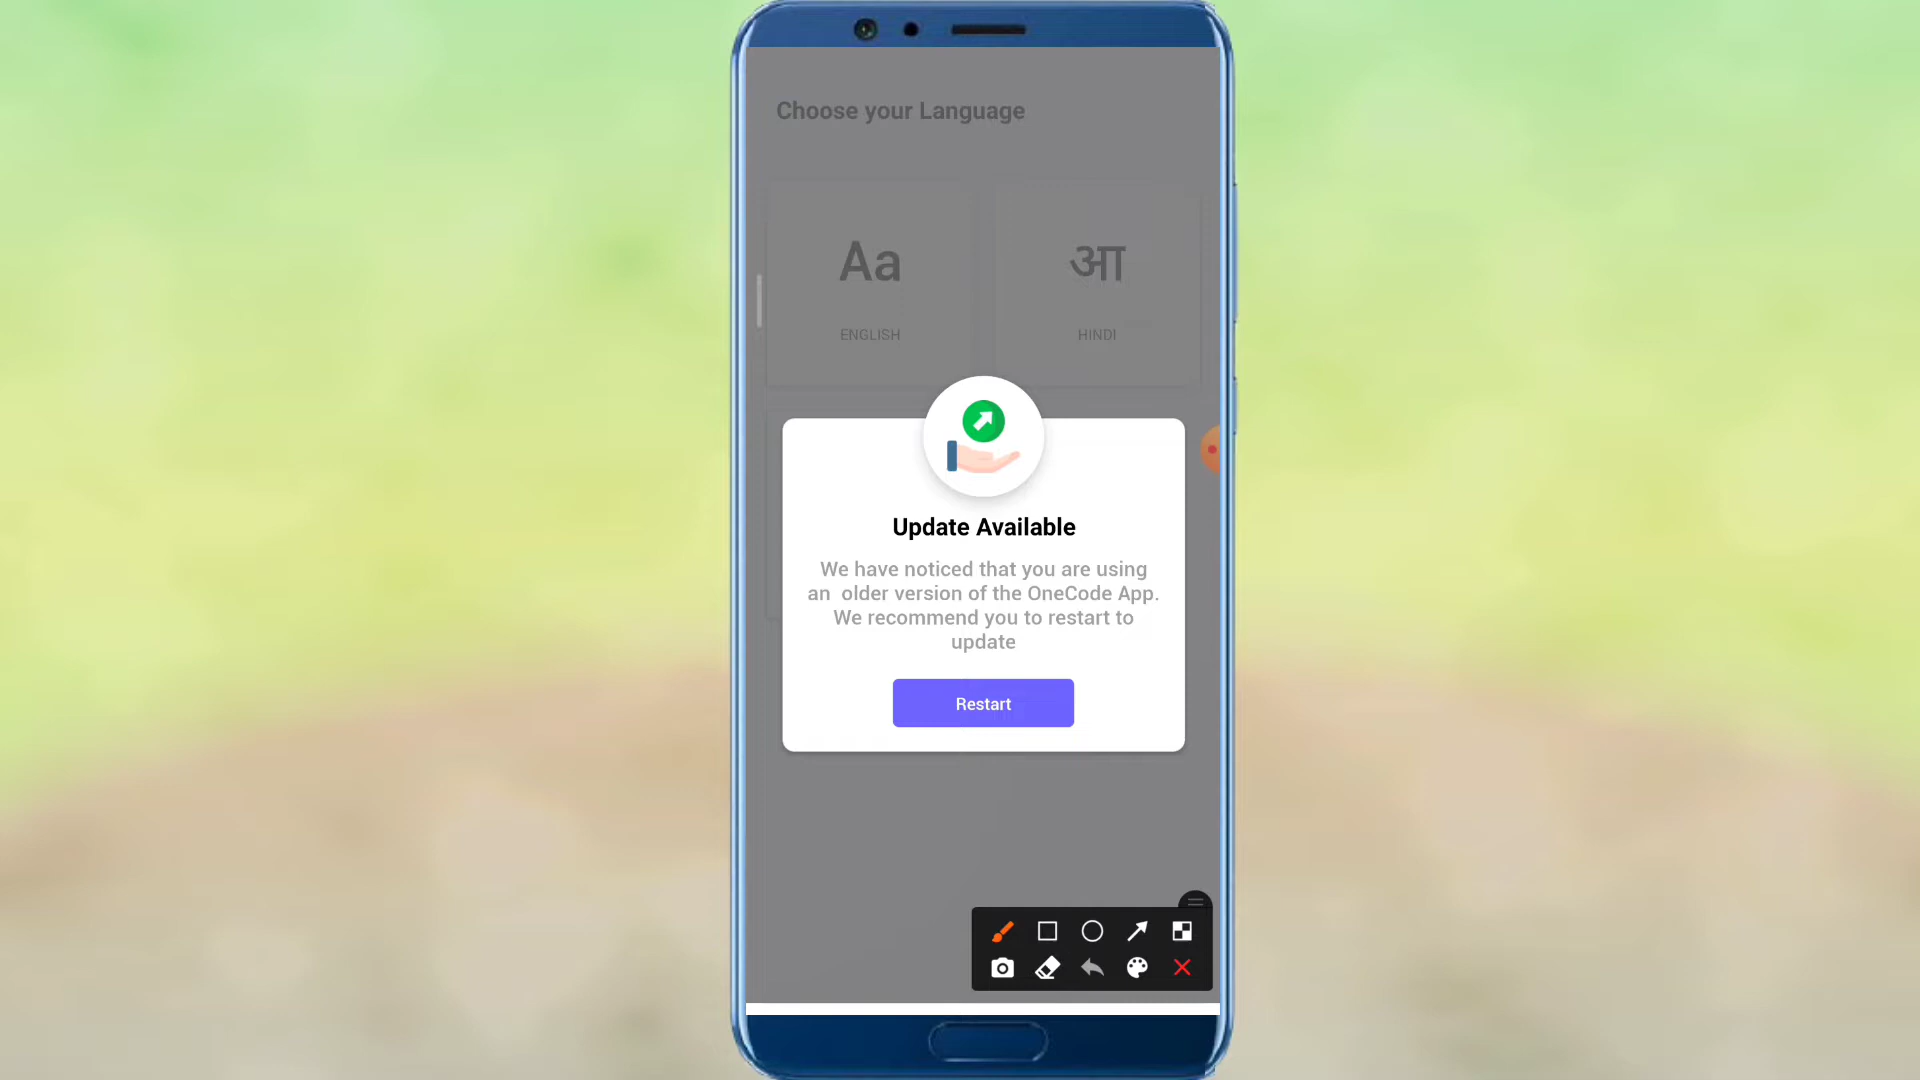 Choose your Language
Aa
आ
ENGLISH
HINDI
Update Available
We have noticed that you are using
an older version of the OneCode App.
We recommend you to restart to
update
Restart